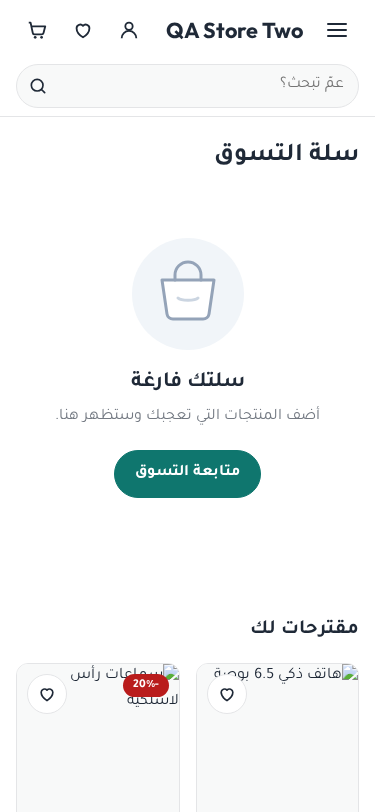 QA Store Two
عمّ تبحث؟
سلة التسوق
سلتك فارغة
أضف المنتجات التي تعجبك وستظهر هنا.
متابعة التسوق
مقترحات لك
هاتف ذكي 6.5 بوصة
سماعات رأس
لاسلكية
-20%